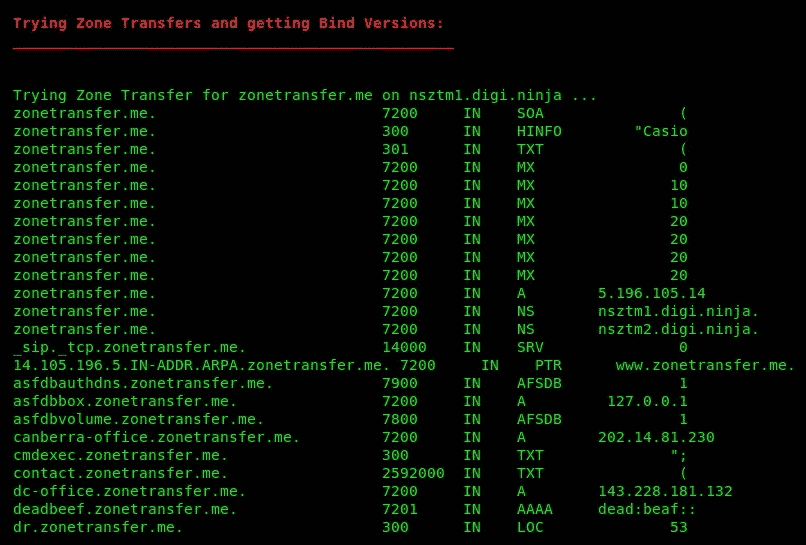 Trying Zone Transfers and getting Bind Versions:
Trying Zone Transfer for zonetransfer.me on nsztm1.digi.ninja ...
zonetransfer.me. 7200 IN SOA (
zonetransfer.me. 300 IN HINFO "Casio
zonetransfer.me. 301 IN TXT (
zonetransfer.me. 7200 IN MX 0
zonetransfer.me. 7200 IN MX 10
zonetransfer.me. 7200 IN MX 10
zonetransfer.me. 7200 IN MX 20
zonetransfer.me. 7200 IN MX 20
zonetransfer.me. 7200 IN MX 20
zonetransfer.me. 7200 IN MX 20
zonetransfer.me. 7200 IN A 5.196.105.14
zonetransfer.me. 7200 IN NS nsztm1.digi.ninja.
zonetransfer.me. 7200 IN NS nsztm2.digi.ninja.
_sip._tcp.zonetransfer.me. 14000 IN SRV 0
14.105.196.5.IN-ADDR.ARPA.zonetransfer.me. 7200 IN PTR www.zonetransfer.me.
asfdbauthdns.zonetransfer.me. 7900 IN AFSDB 1
asfdbbox.zonetransfer.me. 7200 IN A 127.0.0.1
asfdbvolume.zonetransfer.me. 7800 IN AFSDB 1
canberra-office.zonetransfer.me. 7200 IN A 202.14.81.230
cmdexec.zonetransfer.me. 300 IN TXT ";
contact.zonetransfer.me. 2592000 IN TXT (
dc-office.zonetransfer.me. 7200 IN A 143.228.181.132
deadbeef.zonetransfer.me. 7201 IN AAAA dead:beaf::
dr.zonetransfer.me. 300 IN LOC 53